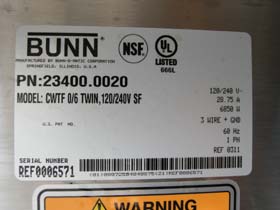 BUNN®
MANUFACTURED BY BUNN-O-MATIC CORPORATION
SPRINGFIELD, ILLINOIS, U.S.A.
NSF®
UL® LISTED
666L
PN:23400.0020
MODEL: CWTF 0/6 TWIN,120/240V SF
120/240 V~
28.75 A
6850 W
3 WIRE + GND
60 Hz
1 PH
REF 0311
U.S. PAT NO.
SERIAL NUMBER
REF0006571
WARNING